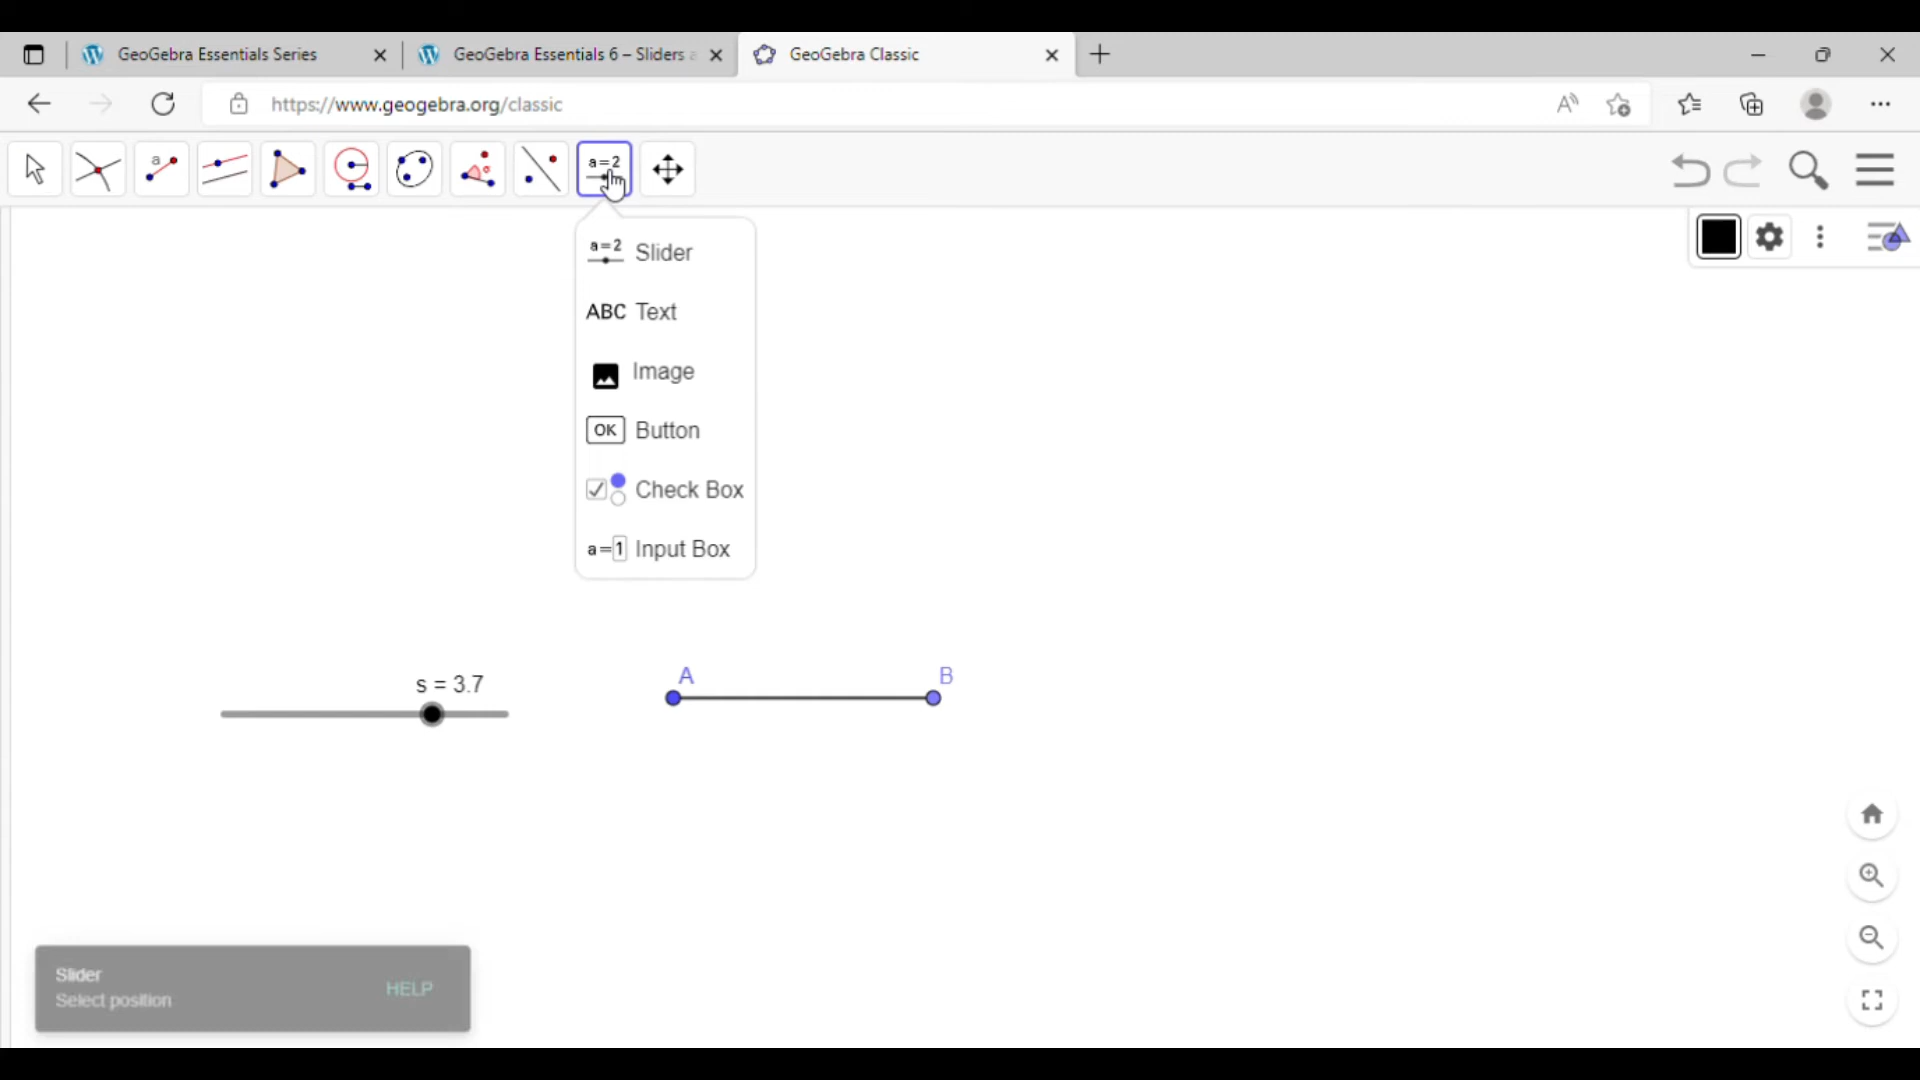 GeoGebra Essentials Series
GeoGebra Essentials 6 – Sliders a
GeoGebra Classic
https://www.geogebra.org/classic
a
a=2
a=2 Slider
ABC Text
Image
OK Button
Check Box
a=1 Input Box
s = 3.7
A
B
Slider
Select position
HELP